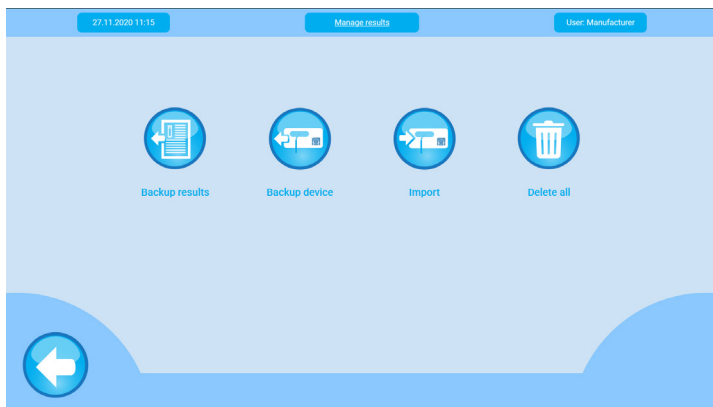 27.11.2020 11:15
Manage results
User: Manufacturer
Backup results
Backup device
Import
Delete all